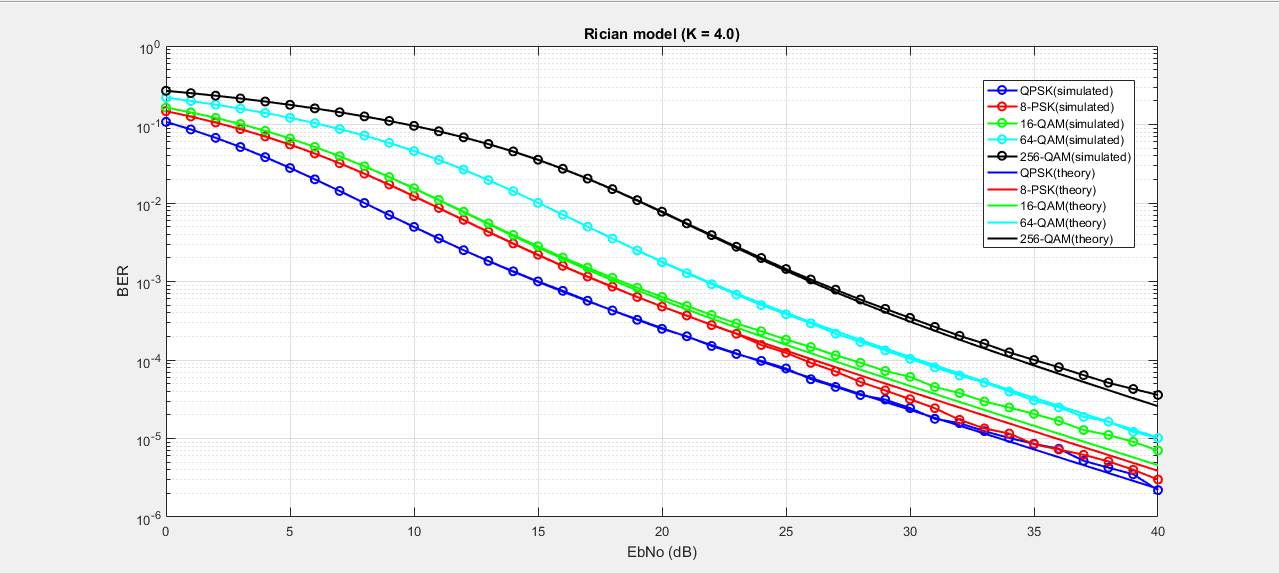 Rician model (K = 4.0)
10^0
10^-1
10^-2
10^-3
10^-4
10^-5
10^-6
BER
QPSK(simulated)
8-PSK(simulated)
16-QAM(simulated)
64-QAM(simulated)
256-QAM(simulated)
QPSK(theory)
8-PSK(theory)
16-QAM(theory)
64-QAM(theory)
256-QAM(theory)
0 5 10 15 20 25 30 35 40
EbNo (dB)